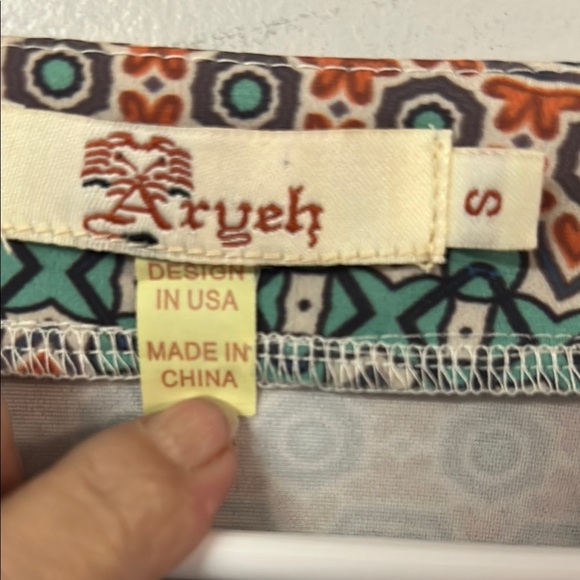 Aryeh
S
DESIGN
IN USA
MADE IN
CHINA